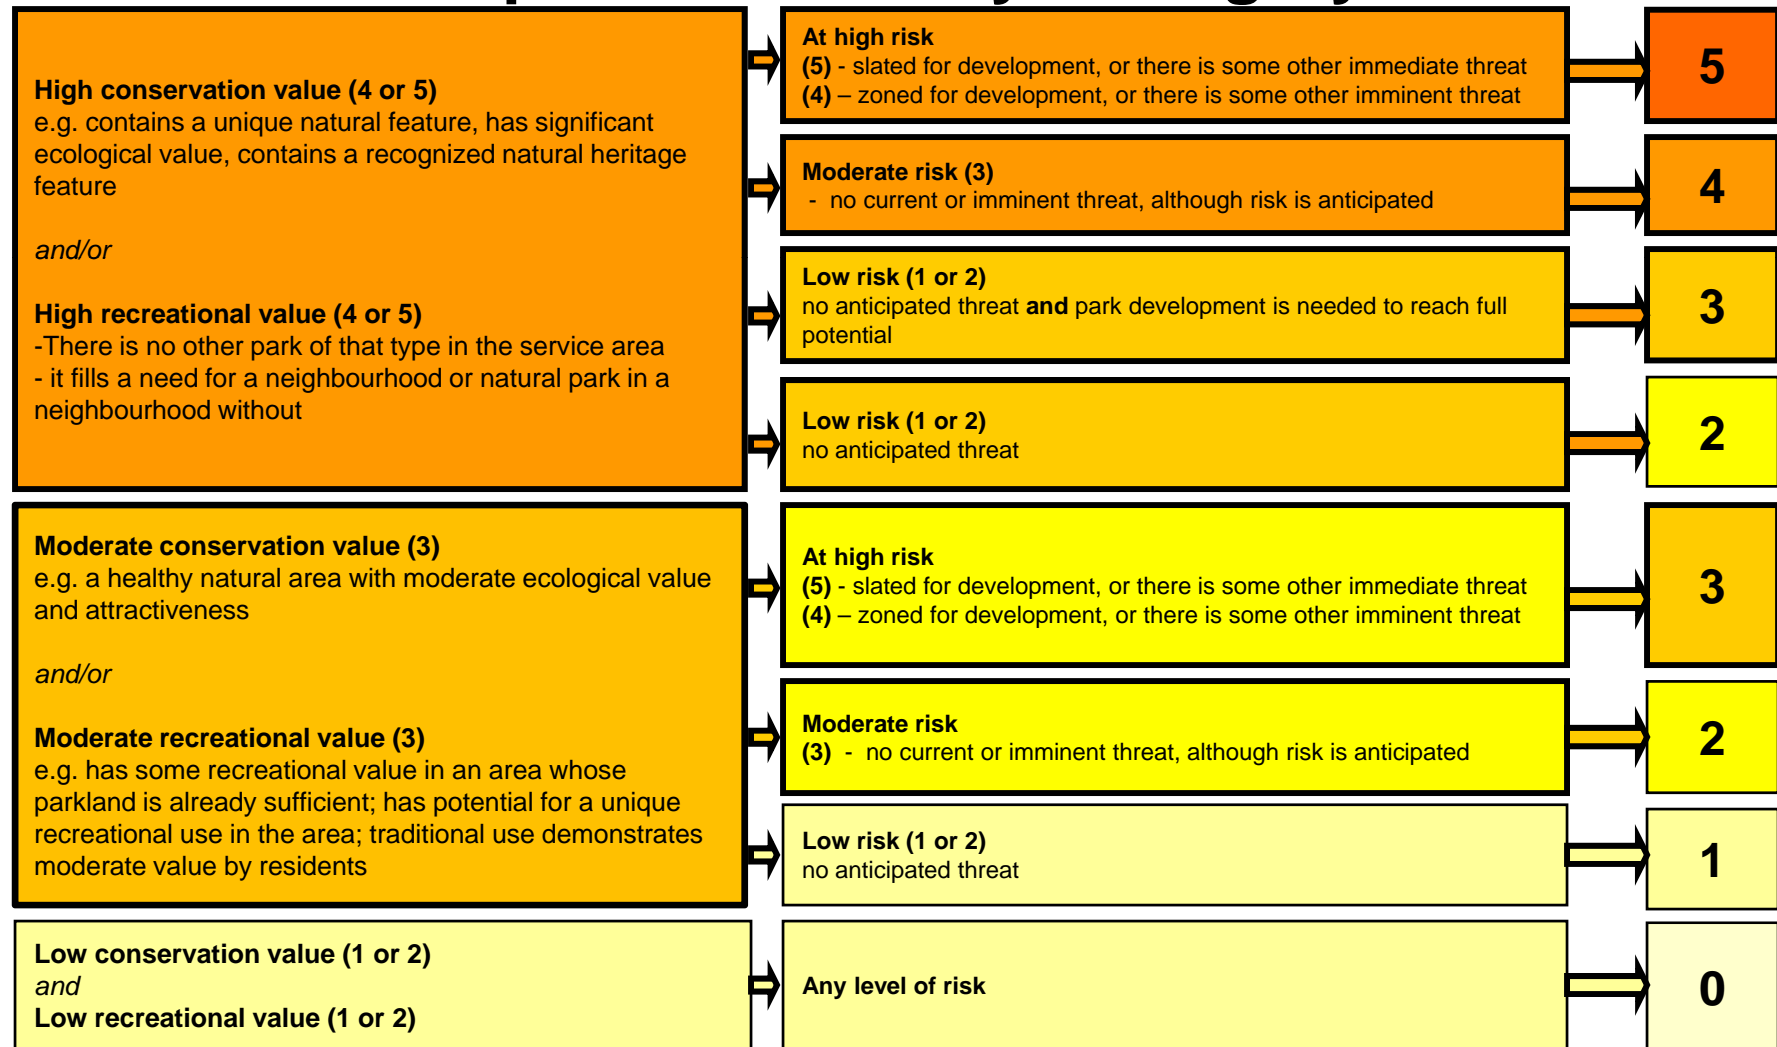 High conservation value (4 or 5)
e.g. contains a unique natural feature, has significant
ecological value, contains a recognized natural heritage
feature
and/or
High recreational value (4 or 5)
-There is no other park of that type in the service area
- it fills a need for a neighbourhood or natural park in a
neighbourhood without
At high risk
(5) - slated for development, or there is some other immediate threat
(4) – zoned for development, or there is some other imminent threat
5
Moderate risk (3)
- no current or imminent threat, although risk is anticipated
4
Low risk (1 or 2)
no anticipated threat and park development is needed to reach full
potential
3
Low risk (1 or 2)
no anticipated threat
2
Moderate conservation value (3)
e.g. a healthy natural area with moderate ecological value
and attractiveness
and/or
Moderate recreational value (3)
e.g. has some recreational value in an area whose
parkland is already sufficient; has potential for a unique
recreational use in the area; traditional use demonstrates
moderate value by residents
At high risk
(5) - slated for development, or there is some other immediate threat
(4) – zoned for development, or there is some other imminent threat
3
Moderate risk
(3) - no current or imminent threat, although risk is anticipated
2
Low risk (1 or 2)
no anticipated threat
1
Low conservation value (1 or 2)
and
Low recreational value (1 or 2)
Any level of risk
0